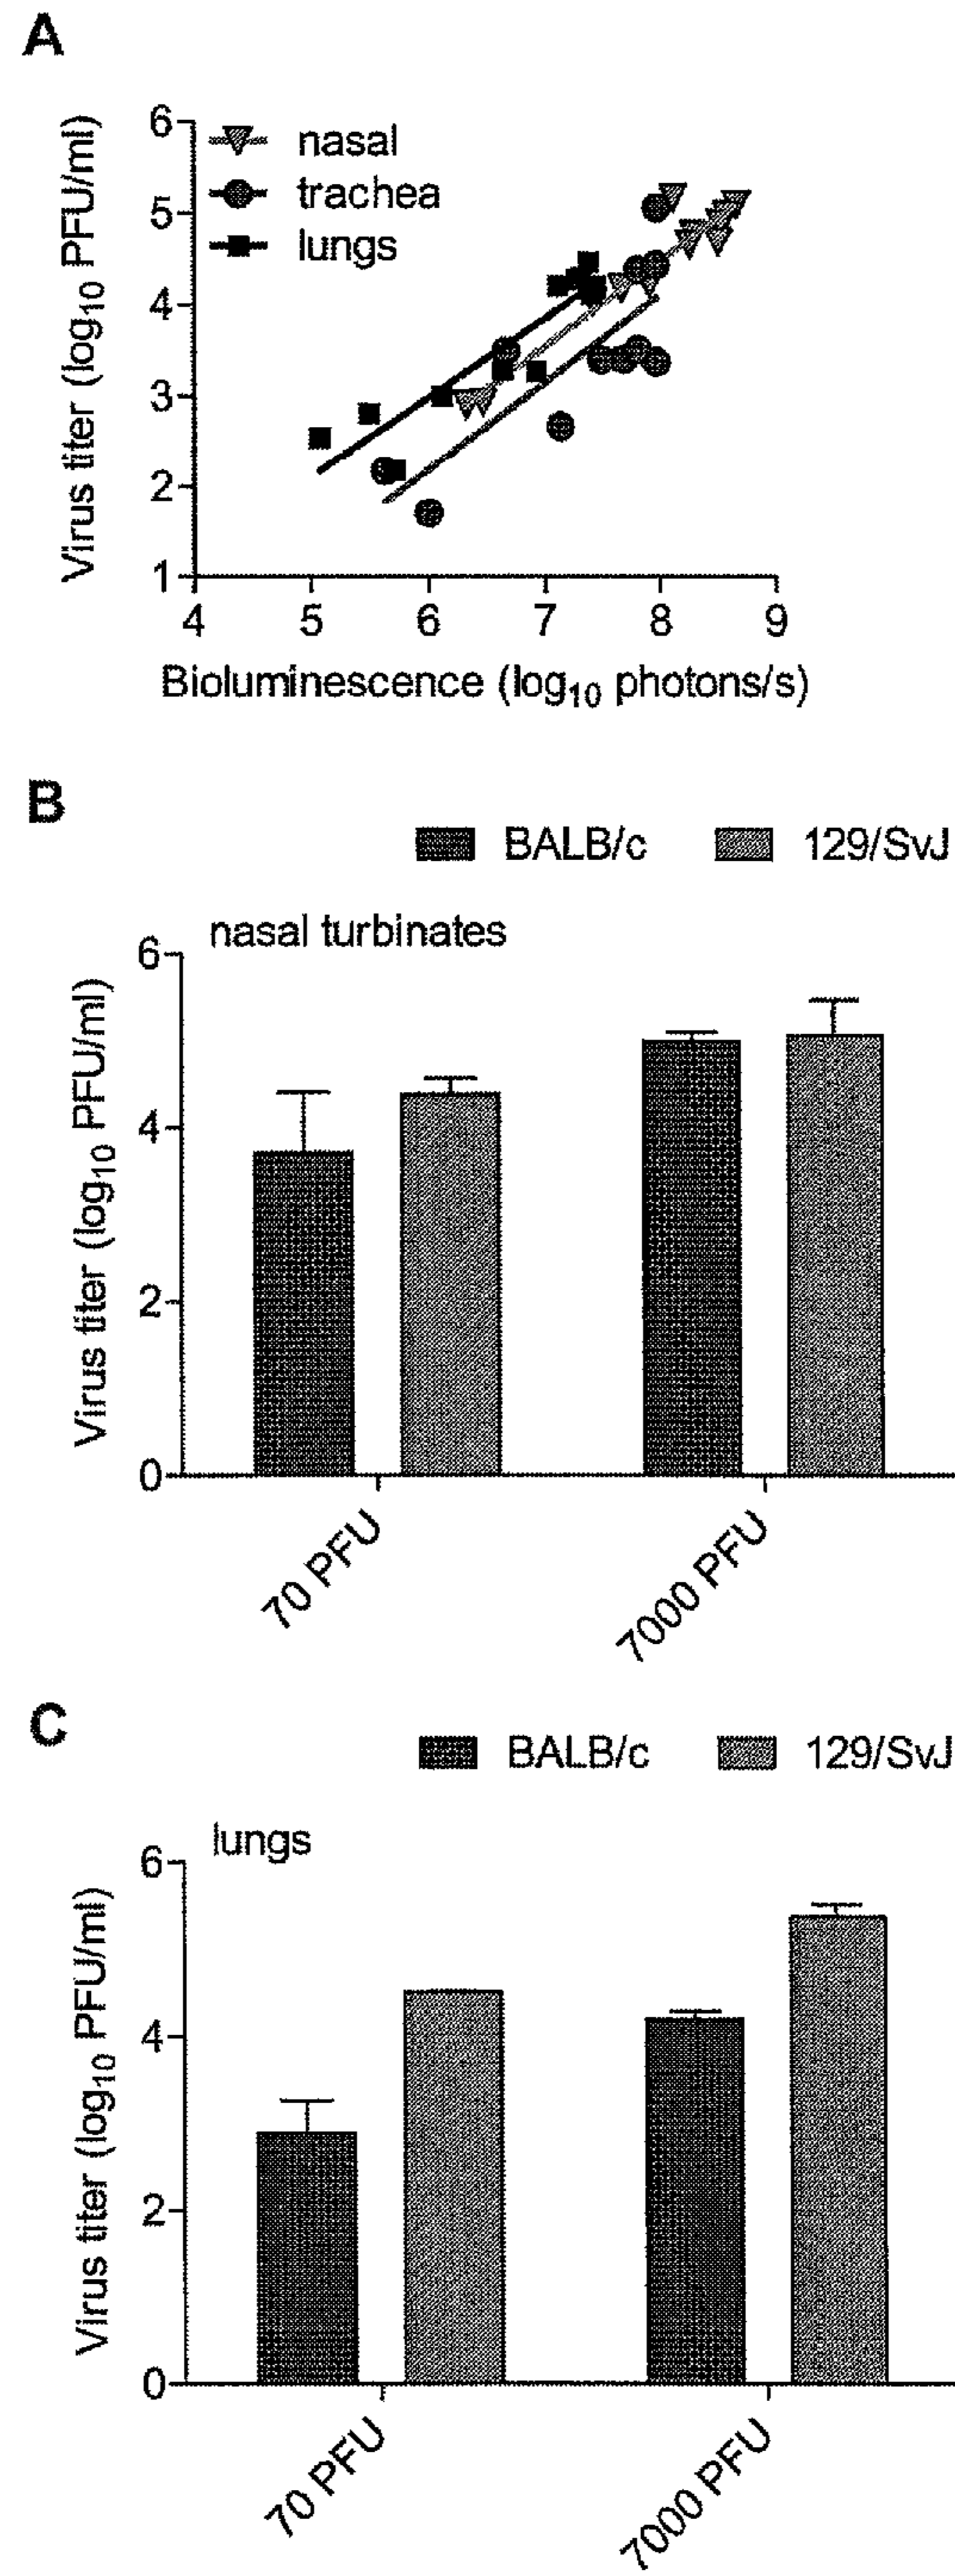 A
nasal
trachea
lungs
Virus titer (log10 PFU/ml)
6
5
4
3
2
1
4 5 6 7 8 9
Bioluminescence (log10 photons/s)
B
BALB/c 129/SvJ
nasal turbinates
Virus titer (log10 PFU/ml)
6
4
2
0
70 PFU 7000 PFU
C
BALB/c 129/SvJ
lungs
Virus titer (log10 PFU/ml)
6
4
2
0
70 PFU 7000 PFU